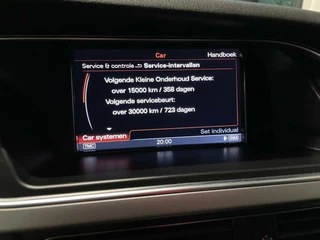 Car
Handboek
Service & controle Service-intervallen
Volgende Kleine Onderhoud Service:
over 15000 km / 358 dagen
Volgende servicebeurt:
over 30000 km / 723 dagen
Car systemen
Set individual
TMC
20:00